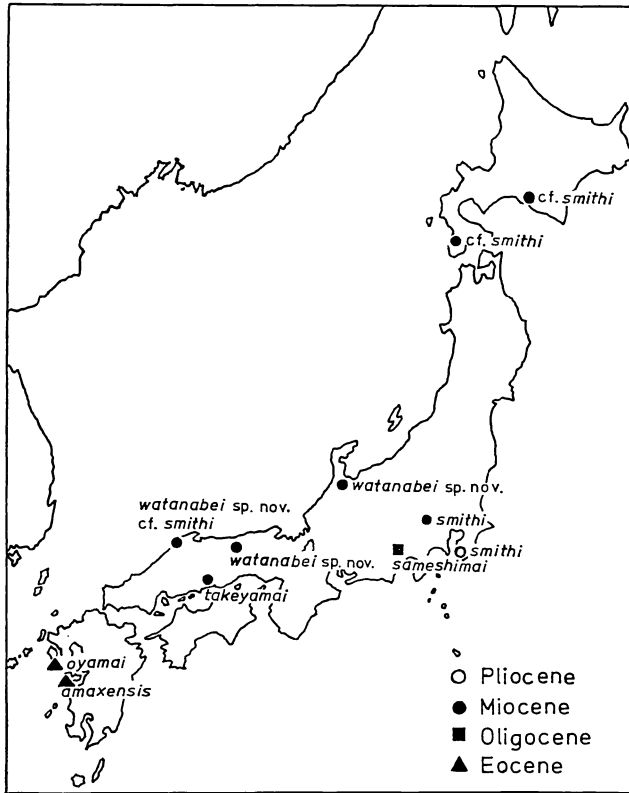 cf. smithi
cf. smithi
watanabei sp. nov.
watanabei sp. nov.
cf. smithi
smithi
watanabei sp. nov.
smithi
sameshimai
takeyamai
oyamai
amaxensis
Pliocene
Miocene
Oligocene
Eocene